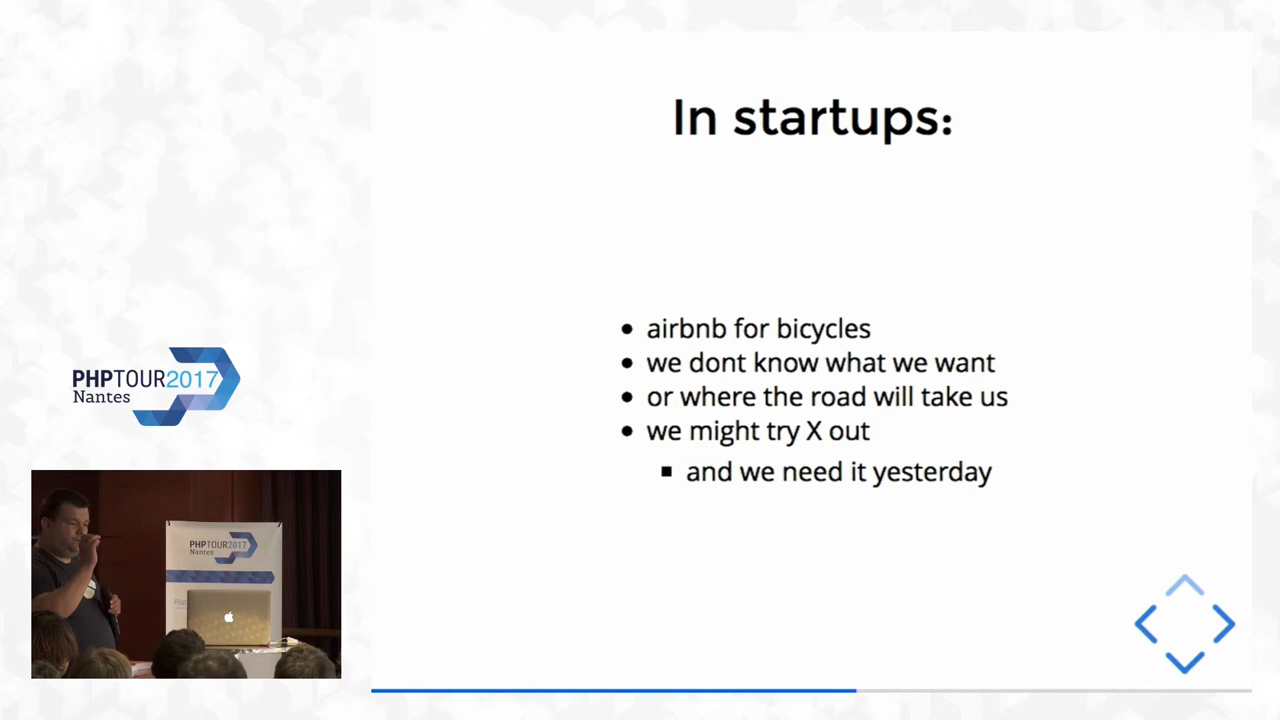 In startups:
airbnb for bicycles
we dont know what we want
or where the road will take us
we might try X out
and we need it yesterday
PHPTOUR2017
Nantes
PHPTOUR2017
Nantes